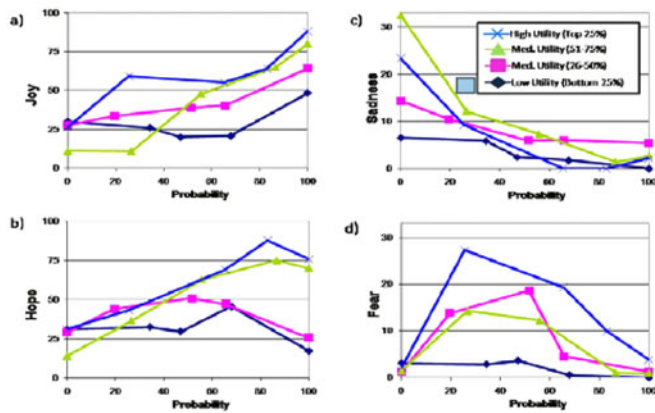 a)
100
75
50
25
0
Joy
0 20 40 60 80 100
Probability
b)
100
75
50
25
0
Hope
0 20 40 60 80 100
Probability
c)
30
20
10
0
Sadness
High Utility (Top 25%)
Med. Utility (51-75%)
Med. Utility (26-50%)
Low Utility (Bottom 25%)
0 20 40 60 80 100
Probability
d)
30
20
10
0
Fear
0 20 40 60 80 100
Probability